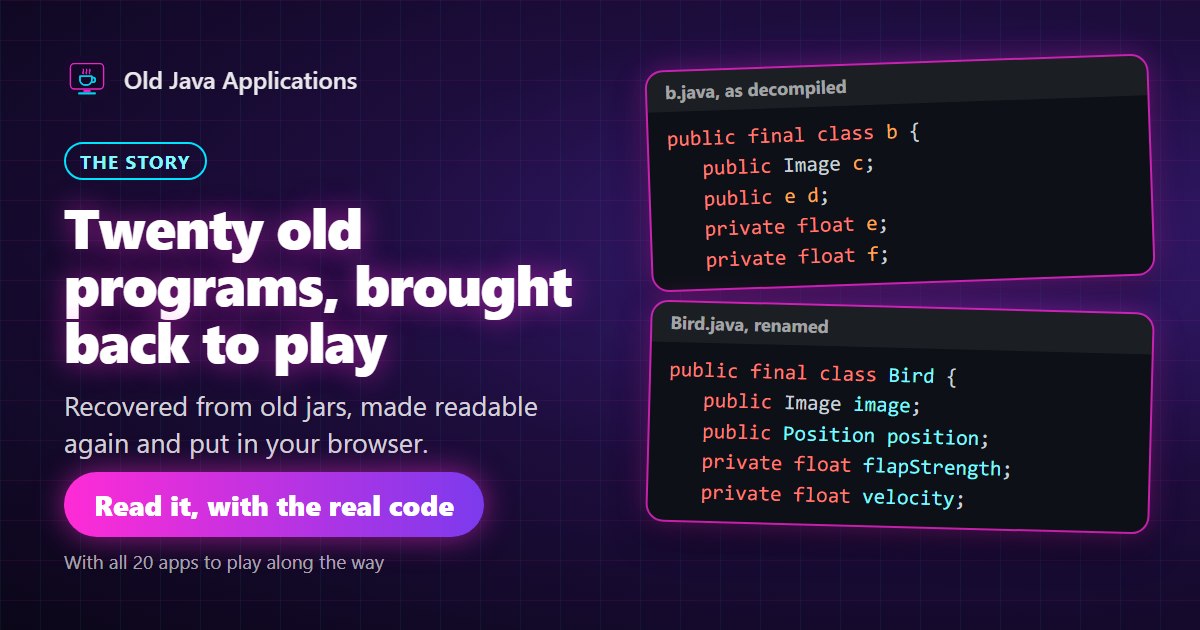 Old Java Applications
THE STORY
Twenty old
programs, brought
back to play
Recovered from old jars, made readable
again and put in your browser.
Read it, with the real code
With all 20 apps to play along the way
b.java, as decompiled
public final class b {
public Image c;
public e d;
private float e;
private float f;
Bird.java, renamed
public final class Bird {
public Image image;
public Position position;
private float flapStrength;
private float velocity;